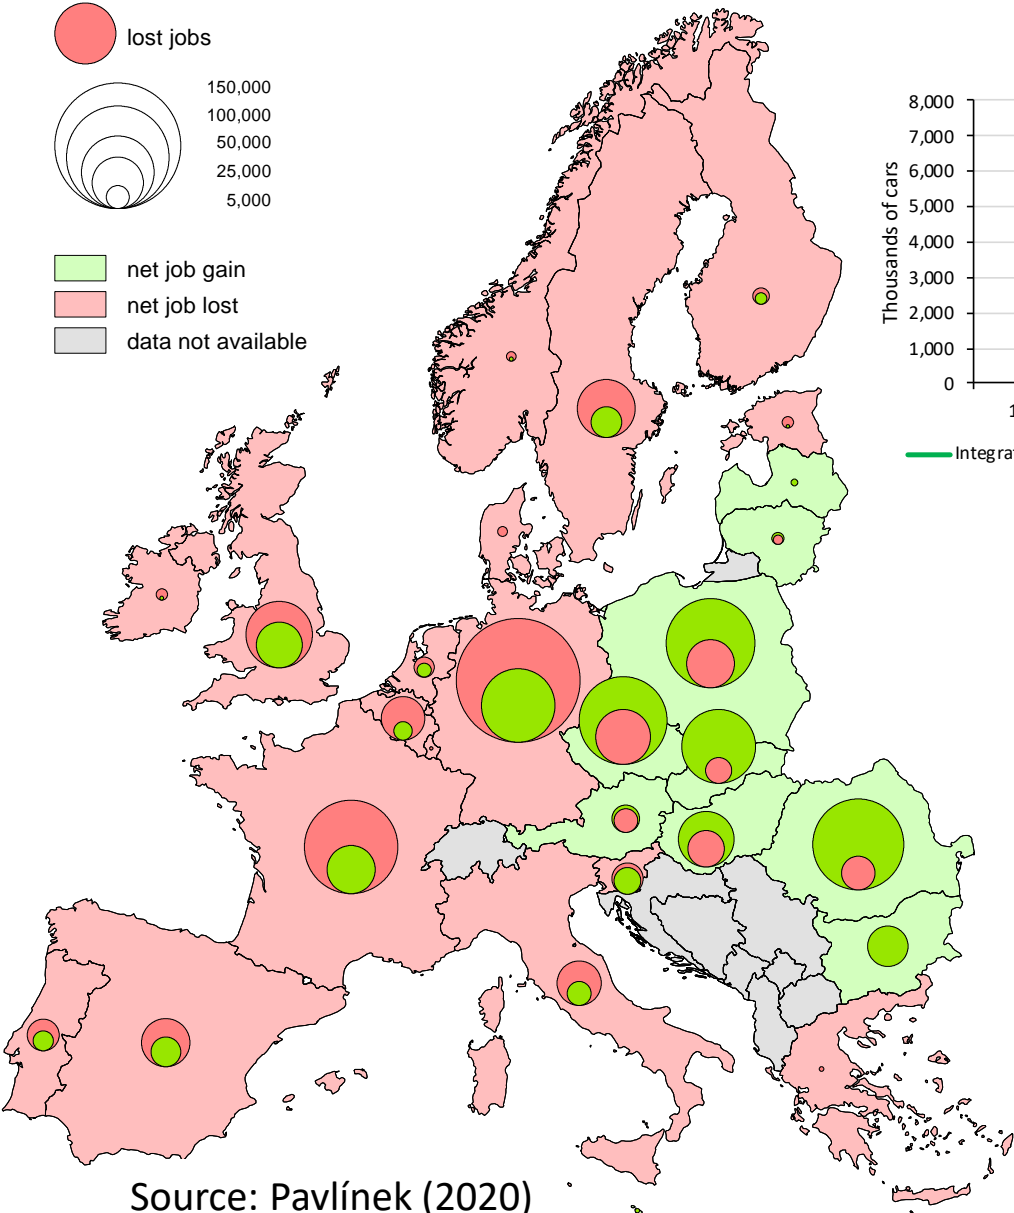 lost jobs
150,000
100,000
50,000
25,000
5,000
net job gain
net job lost
data not available
Thousands of cars
8,000
7,000
6,000
5,000
4,000
3,000
2,000
1,000
0
1
Integrat
Source: Pavlínek (2020)